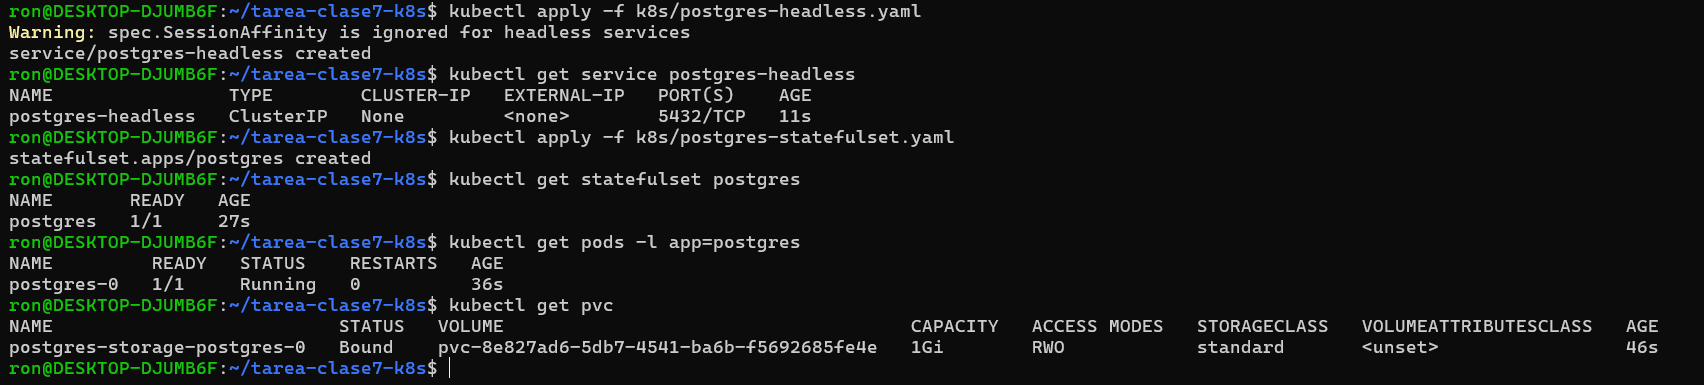 ron@DESKTOP-DJUMB6F:~/tarea-clase7-k8s$ kubectl apply -f k8s/postgres-headless.yaml
Warning: spec.SessionAffinity is ignored for headless services
service/postgres-headless created
ron@DESKTOP-DJUMB6F:~/tarea-clase7-k8s$ kubectl get service postgres-headless
NAME                TYPE        CLUSTER-IP   EXTERNAL-IP   PORT(S)    AGE
postgres-headless   ClusterIP   None         <none>        5432/TCP   11s
ron@DESKTOP-DJUMB6F:~/tarea-clase7-k8s$ kubectl apply -f k8s/postgres-statefulset.yaml
statefulset.apps/postgres created
ron@DESKTOP-DJUMB6F:~/tarea-clase7-k8s$ kubectl get statefulset postgres
NAME       READY   AGE
postgres   1/1     27s
ron@DESKTOP-DJUMB6F:~/tarea-clase7-k8s$ kubectl get pods -l app=postgres
NAME         READY   STATUS    RESTARTS   AGE
postgres-0   1/1     Running   0          36s
ron@DESKTOP-DJUMB6F:~/tarea-clase7-k8s$ kubectl get pvc
NAME                          STATUS   VOLUME                                     CAPACITY   ACCESS MODES   STORAGECLASS   VOLUMEATTRIBUTESCLASS   AGE
postgres-storage-postgres-0   Bound    pvc-8e827ad6-5db7-4541-ba6b-f5692685fe4e   1Gi        RWO            standard       <unset>                 46s
ron@DESKTOP-DJUMB6F:~/tarea-clase7-k8s$